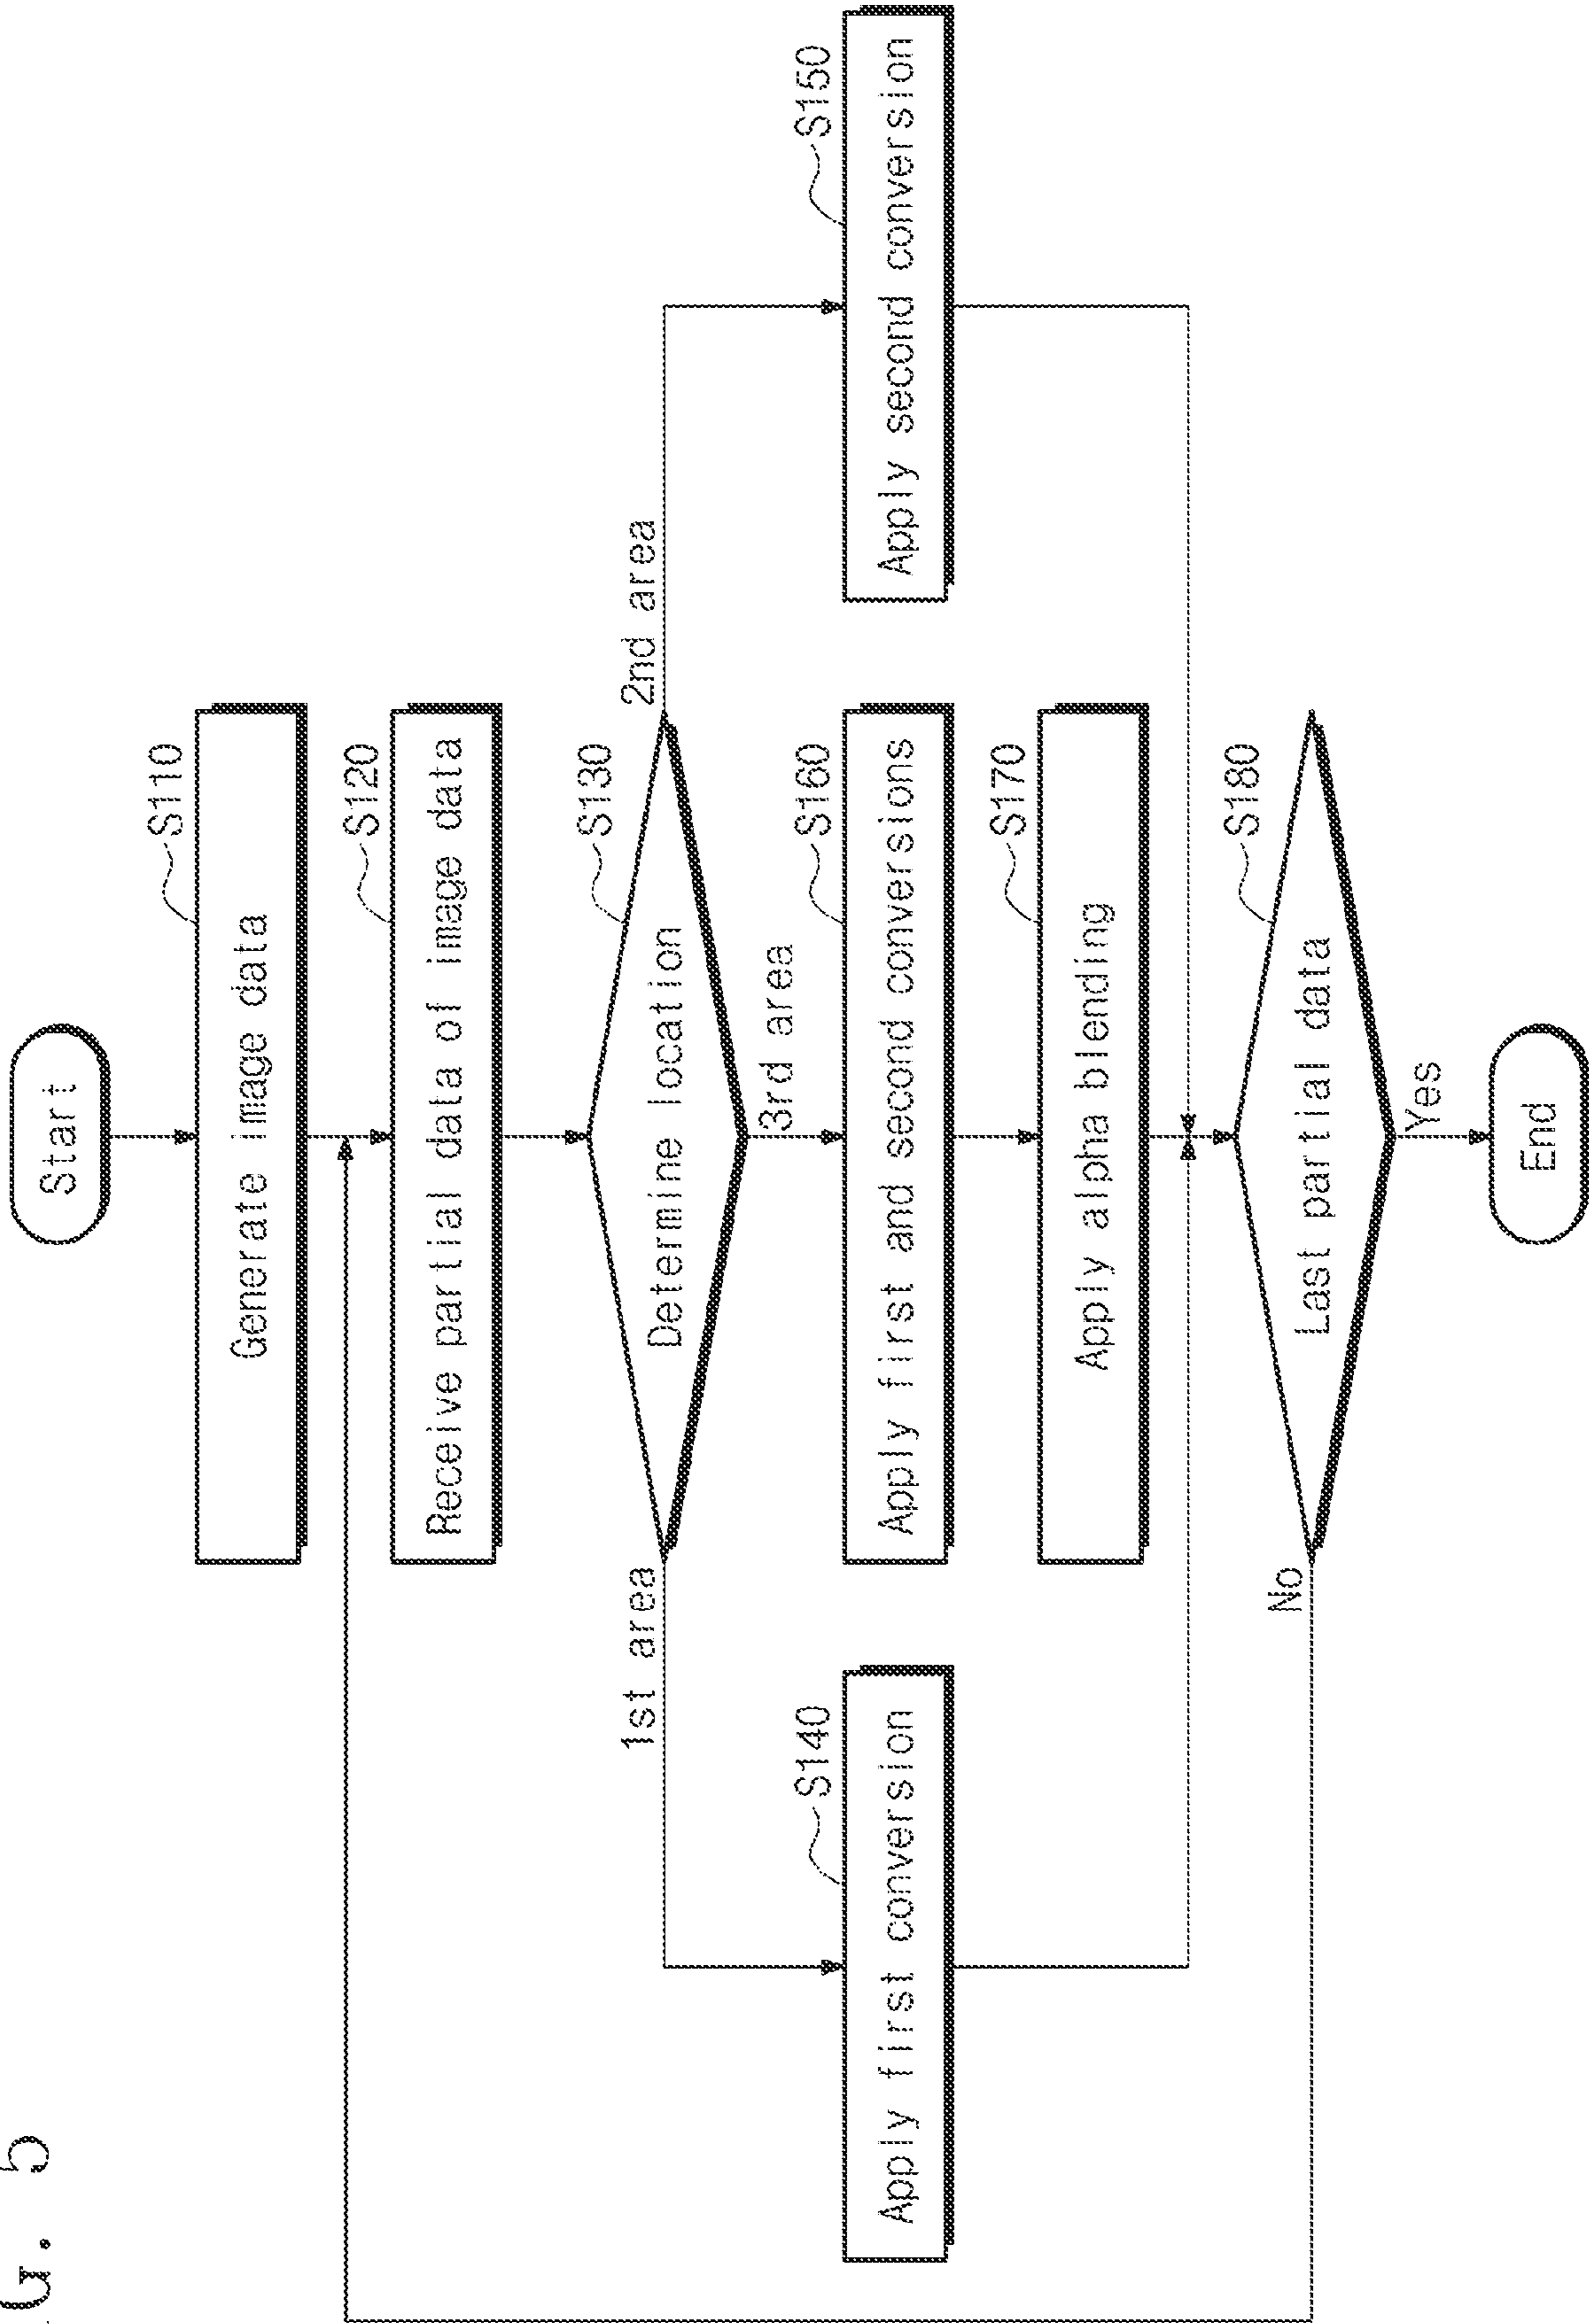 G. 5
Start
S110
Generate image data
S120
Receive partial data of image data
S130
Determine location
1st area
2nd area
3rd area
S140
Apply first conversion
S160
Apply first and second conversions
S150
Apply second conversion
S170
Apply alpha blending
S180
Last partial data
No
Yes
End